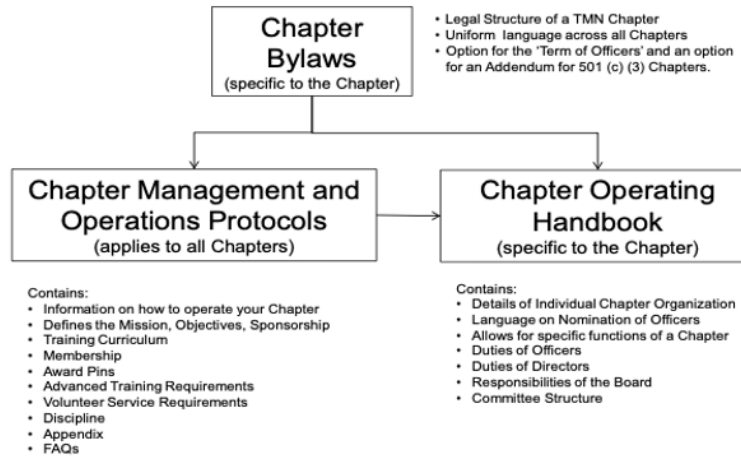 Chapter
Bylaws
(specific to the Chapter)
• Legal Structure of a TMN Chapter
• Uniform language across all Chapters
• Option for the 'Term of Officers' and an option
for an Addendum for 501 (c) (3) Chapters.
Chapter Management and
Operations Protocols
(applies to all Chapters)
Chapter Operating
Handbook
(specific to the Chapter)
Contains:
• Information on how to operate your Chapter
• Defines the Mission, Objectives, Sponsorship
• Training Curriculum
• Membership
• Award Pins
• Advanced Training Requirements
• Volunteer Service Requirements
• Discipline
• Appendix
• FAQs
Contains:
• Details of Individual Chapter Organization
• Language on Nomination of Officers
• Allows for specific functions of a Chapter
• Duties of Officers
• Duties of Directors
• Responsibilities of the Board
• Committee Structure